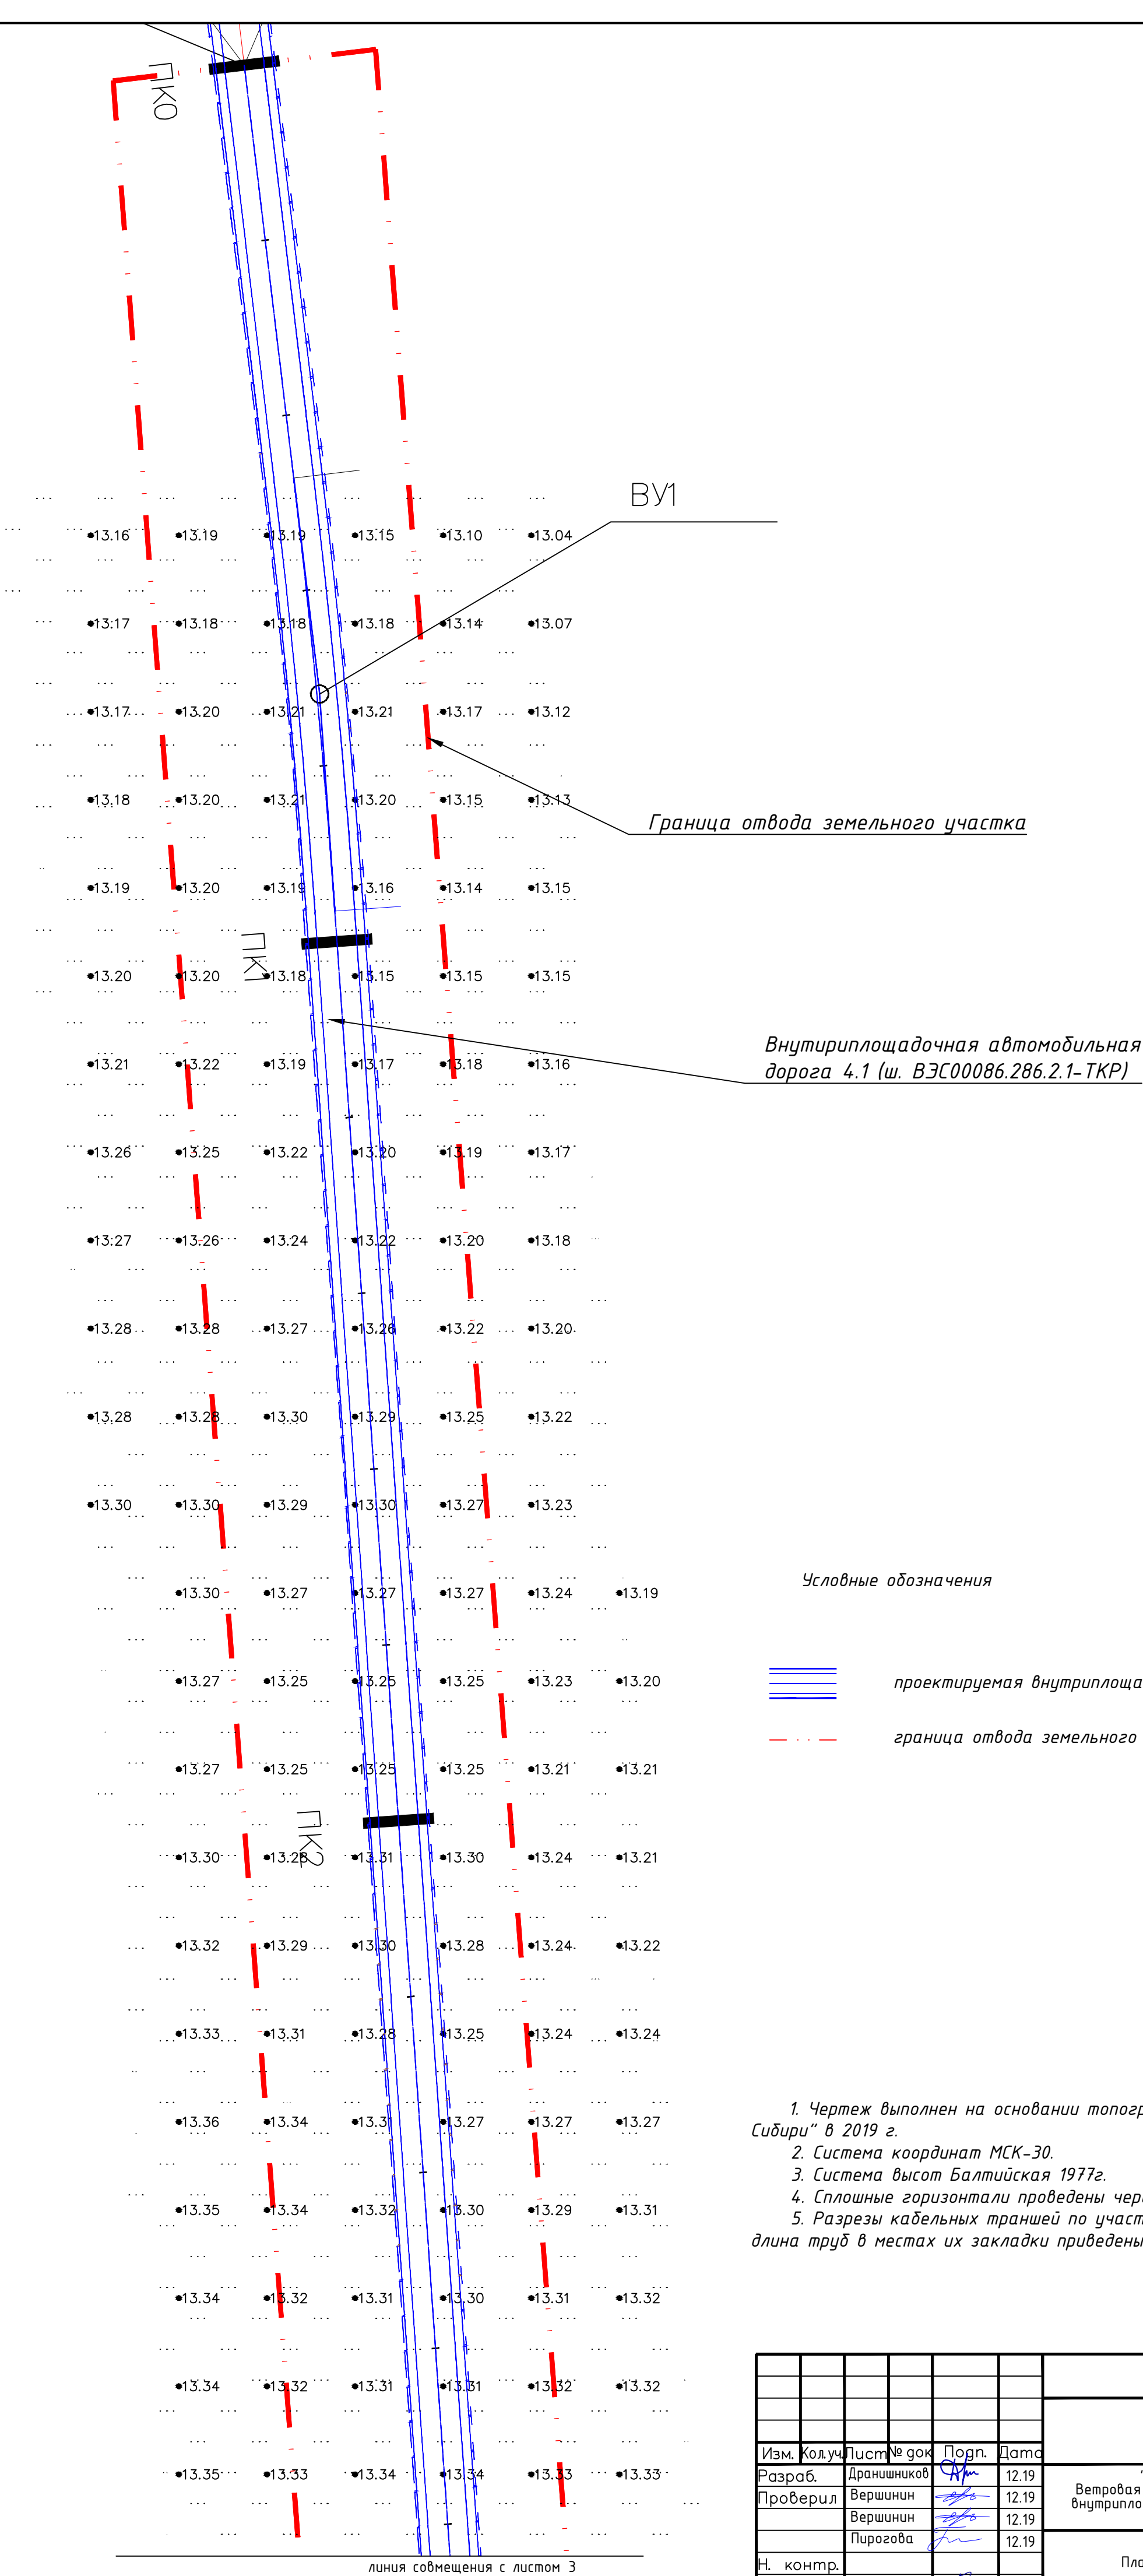 ПК0
ВУ1
13.16 13.19 13.19 13.15 13.10 13.04
13.17 13.18 13.18 13.18 13.14 13.07
13.17 13.20 13.21 13.21 13.17 13.12
13.18 13.20 13.21 13.20 13.15 13.13
Граница отвода земельного участка
13.19 13.20 13.19 13.16 13.14 13.15
ПК1
13.20 13.20 13.18 13.15 13.15 13.15
Внутириплощадочная автомобильная
дорога 4.1 (ш. ВЭС00086.286.2.1-ТКР)
13.21 13.22 13.19 13.17 13.18 13.16
13.26 13.25 13.22 13.20 13.19 13.17
13.27 13.26 13.24 13.22 13.20 13.18
13.28 13.28 13.27 13.26 13.22 13.20
13.28 13.28 13.30 13.29 13.25 13.22
13.30 13.30 13.29 13.30 13.27 13.23
Условные обозначения
13.30 13.27 13.27 13.27 13.24 13.19
13.27 13.25 13.25 13.25 13.23 13.20
проектируемая внутриплоща
граница отвода земельного
13.27 13.25 13.25 13.25 13.21 13.21
ПК2
13.30 13.28 13.31 13.30 13.24 13.21
13.32 13.29 13.30 13.28 13.24 13.22
13.33 13.31 13.28 13.25 13.24 13.24
13.36 13.34 13.31 13.27 13.27 13.27
13.35 13.34 13.32 13.30 13.29 13.31
13.34 13.32 13.31 13.30 13.31 13.32
13.34 13.32 13.31 13.31 13.32 13.32
13.35 13.33 13.34 13.34 13.33 13.33
1. Чертеж выполнен на основании топогр
Сибири" в 2019 г.
2. Система координат МСК-30.
3. Система высот Балтийская 1977г.
4. Сплошные горизонтали проведены чер
5. Разрезы кабельных траншей по участ
длина труб в местах их закладки приведены
Изм. Кол.уч. Лист № док Подп. Дата
Разраб. Дранишников 12.19
Проверил Вершинин 12.19
Вершинин 12.19
Пирогова 12.19
Н. контр.
Ветровая
внутрипло
Пла
линия совмещения с листом 3